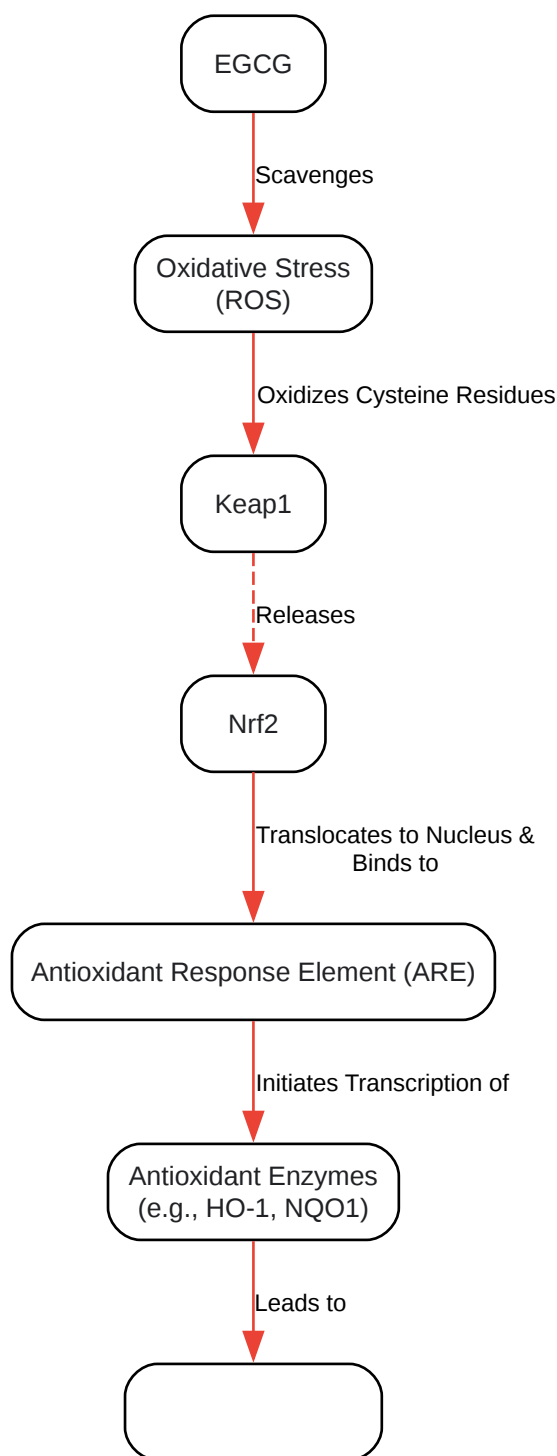 EGCG
Scavenges
Oxidative Stress
(ROS)
Oxidizes Cysteine Residues
Keap1
Releases
Nrf2
Translocates to Nucleus &
Binds to
Antioxidant Response Element (ARE)
Initiates Transcription of
Antioxidant Enzymes
(e.g., HO-1, NQO1)
Leads to